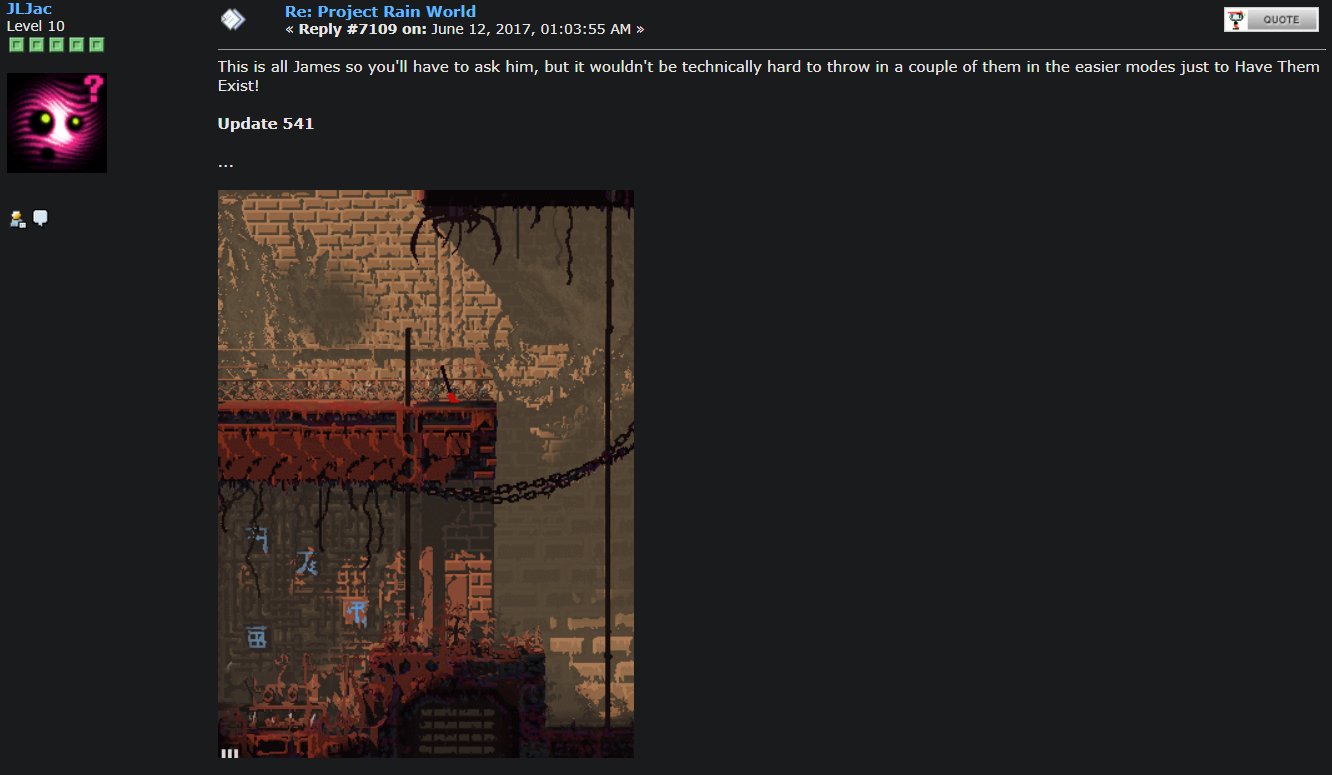 JLJac
Level 10
Re: Project Rain World
« Reply #7109 on: June 12, 2017, 01:03:55 AM »
QUOTE
This is all James so you'll have to ask him, but it wouldn't be technically hard to throw in a couple of them in the easier modes just to Have Them
Exist!
Update 541
...